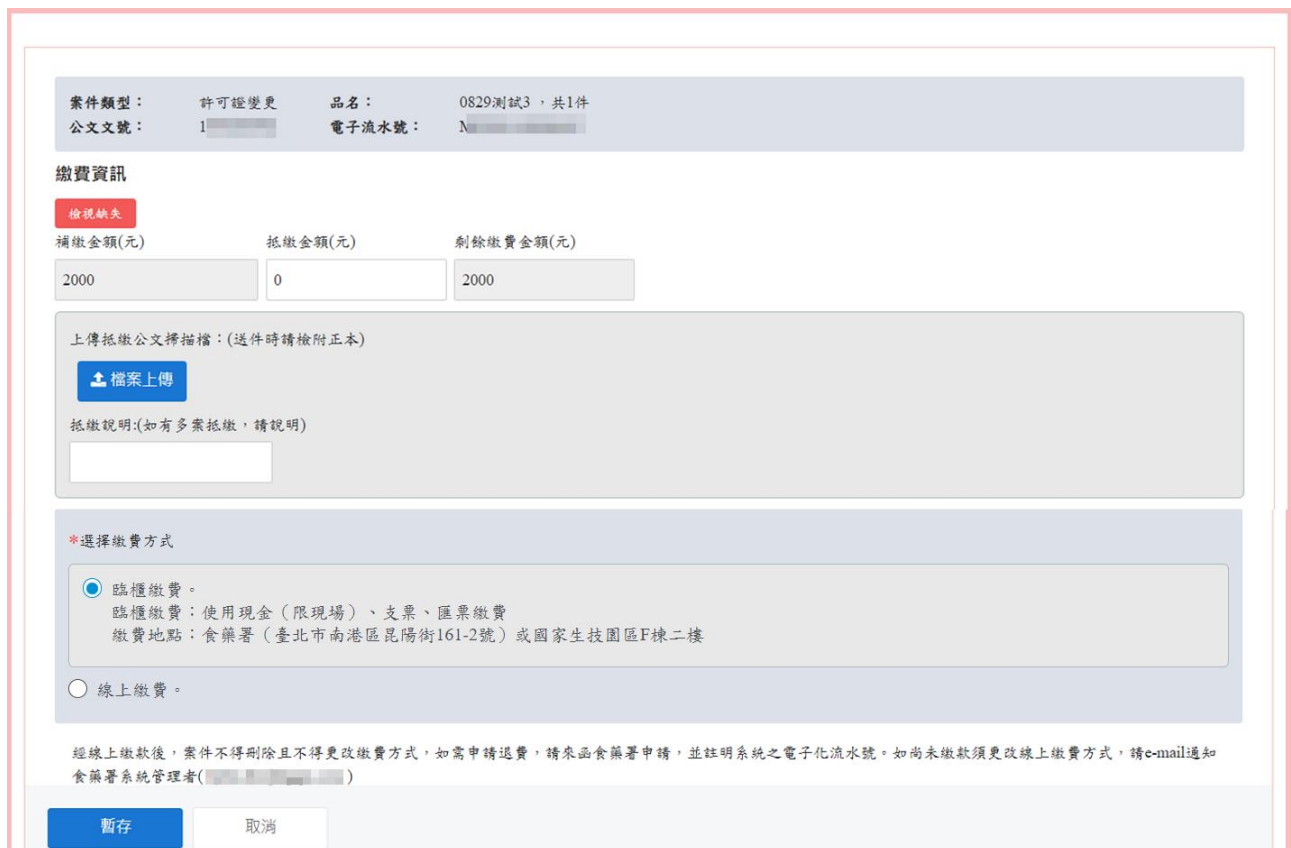 案件類型： 許可證變更 品名： 0829測試3，共1件
公文文號： 1 電子流水號： N
繳費資訊
檢視缺失
補繳金額(元) 抵繳金額(元) 剩餘繳費金額(元)
2000 0 2000
上傳抵繳公文掃描檔：(送件時請檢附正本)
檔案上傳
抵繳說明:(如有多案抵繳，請說明)
*選擇繳費方式
臨櫃繳費。
臨櫃繳費：使用現金（限現場）、支票、匯票繳費
繳費地點：食藥署（臺北市南港區昆陽街161-2號）或國家生技園區F棟二樓
線上繳費。
經線上繳款後，案件不得刪除且不得更改繳費方式，如需申請退費，請來函食藥署申請，並註明系統之電子化流水號。如尚未繳款須更改線上繳費方式，請e-mail通知
食藥署系統管理者( )
暫存 取消